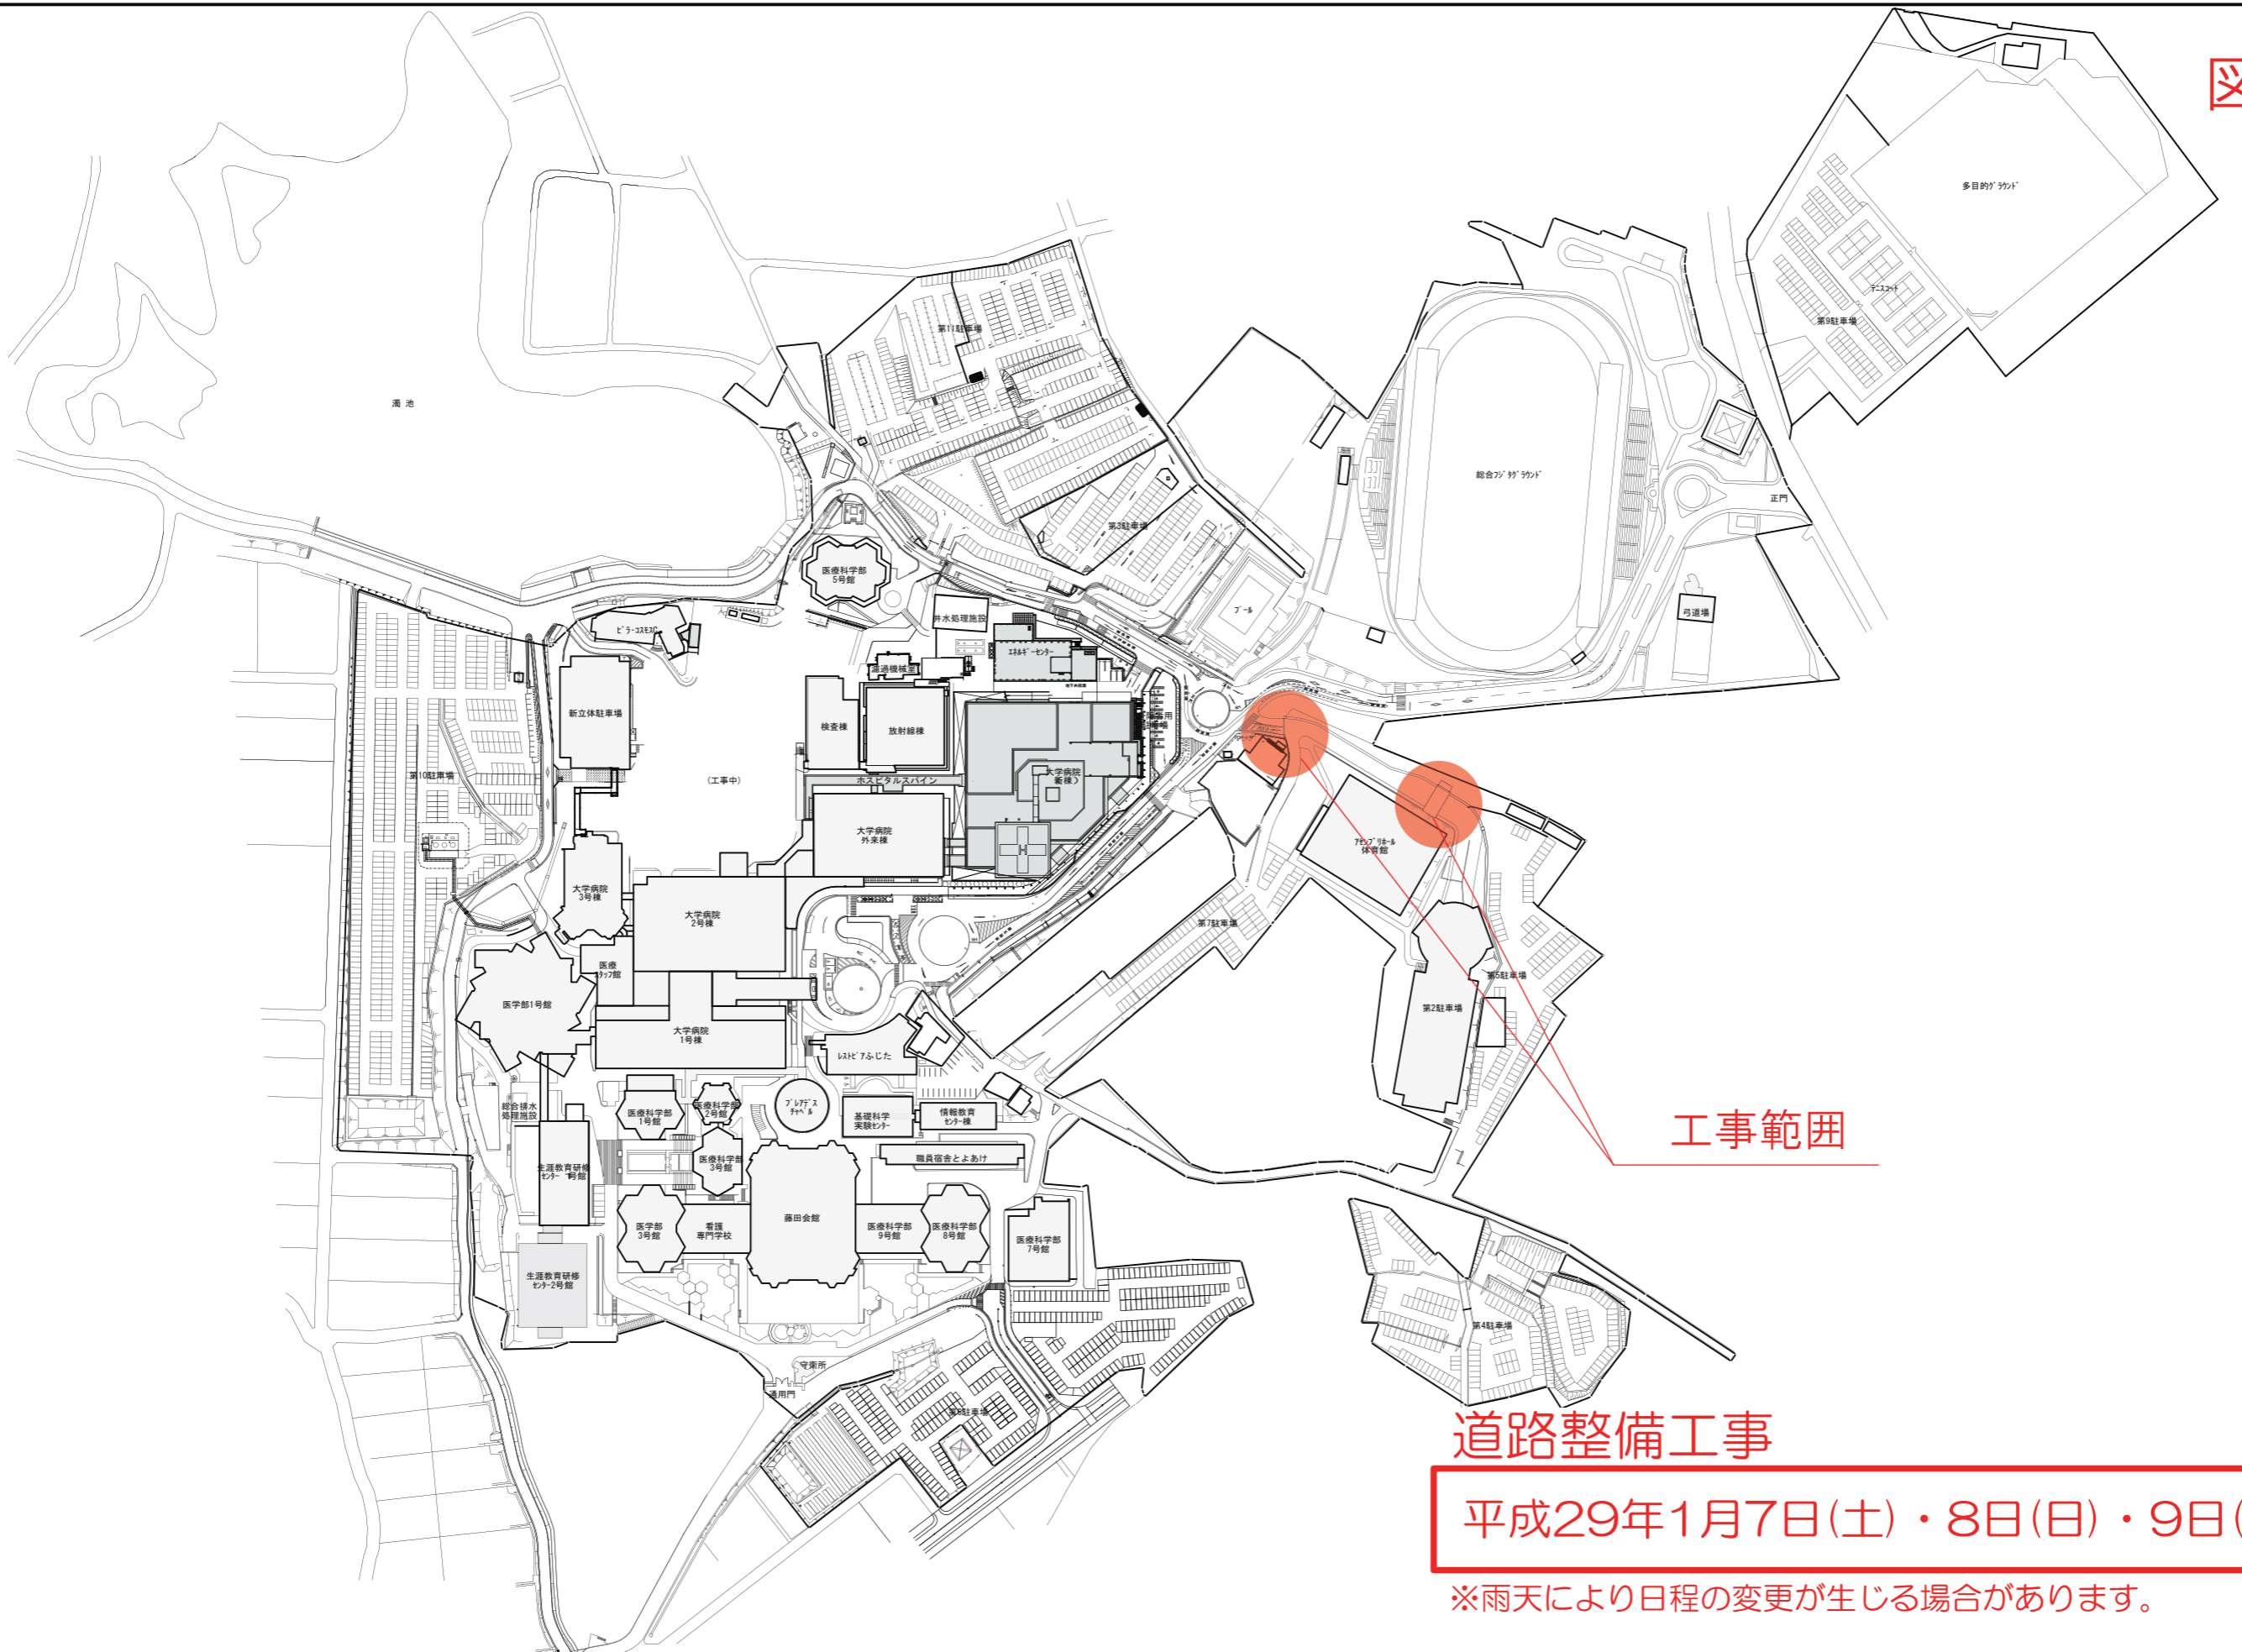 図
多目的ｸﾞﾗｳﾝﾄﾞ
ﾃﾆｽｺｰﾄ
第9駐車場
第11駐車場
濁 池
総合ﾌｼﾞﾀｸﾞﾗｳﾝﾄﾞ
正門
第3駐車場
医療科学部
5号館
プール
弓道場
井水処理施設
ﾋﾞﾗ・ｺｽﾓｽC
ｴﾈﾙｷﾞｰｾﾝﾀｰ
濾過機械室
新立体駐車場
検査棟
放射線棟
第10駐車場
(工事中)
ホスピタルスパイン
大学病院
大学病院
外来棟
ｱｾﾝﾌﾞﾘﾎｰﾙ
体育館
大学病院
3号棟
大学病院
2号棟
第7駐車場
医療
ｽﾀｯﾌ館
第5駐車場
医学部1号館
第2駐車場
大学病院
1号棟
ﾚｽﾄﾋﾟｱふじた
総合排水
処理施設
医療科学部
1号館
医療科学部
2号館
ﾌﾟﾚｱﾃﾞｽ
ﾁｬﾍﾟﾙ
基礎科学
実験ｾﾝﾀｰ
情報教育
ｾﾝﾀｰ棟
工事範囲
医療科学部
3号館
職員宿舎とよあけ
生涯教育研修
医学部
3号館
看護
専門学校
藤田会館
医療科学部
9号館
医療科学部
8号館
医療科学部
7号館
生涯教育研修
ｾﾝﾀｰ2号館
第4駐車場
守衛所
通用門
第6駐車場
道路整備工事
平成29年1月7日(土)・8日(日)・9日(
※雨天により日程の変更が生じる場合があります。